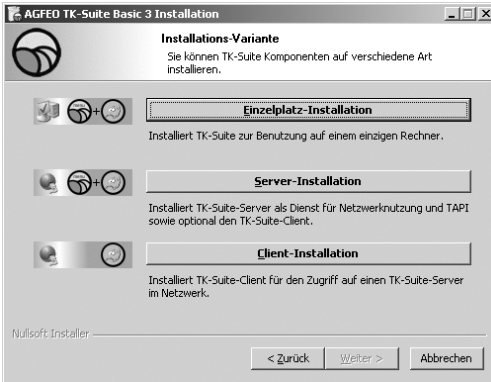 AGFEO TK-Suite Basic 3 Installation
Installations-Variante
Sie können TK-Suite Komponenten auf verschiedene Art
installieren.
Einzelplatz-Installation
Installiert TK-Suite zur Benutzung auf einem einzigen Rechner.
Server-Installation
Installiert TK-Suite-Server als Dienst für Netzwerknutzung und TAPI
sowie optional den TK-Suite-Client.
Client-Installation
Installiert TK-Suite-Client für den Zugriff auf einen TK-Suite-Server
im Netzwerk.
Nullsoft Installer
< Zurück Weiter > Abbrechen